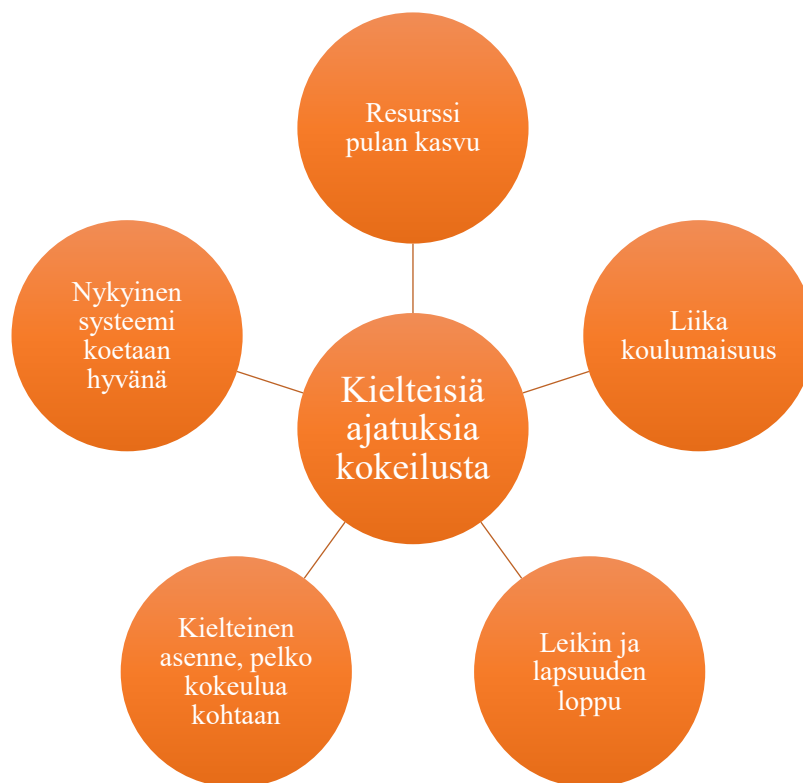 Resurssi
pulan kasvu
Nykyinen
systeemi
koetaan
hyvänä
Liika
koulumaisuus
Kielteisiä
ajatuksia
kokeilusta
Kielteinen
asenne, pelko
kokeulua
kohtaan
Leikin ja
lapsuuden
loppu